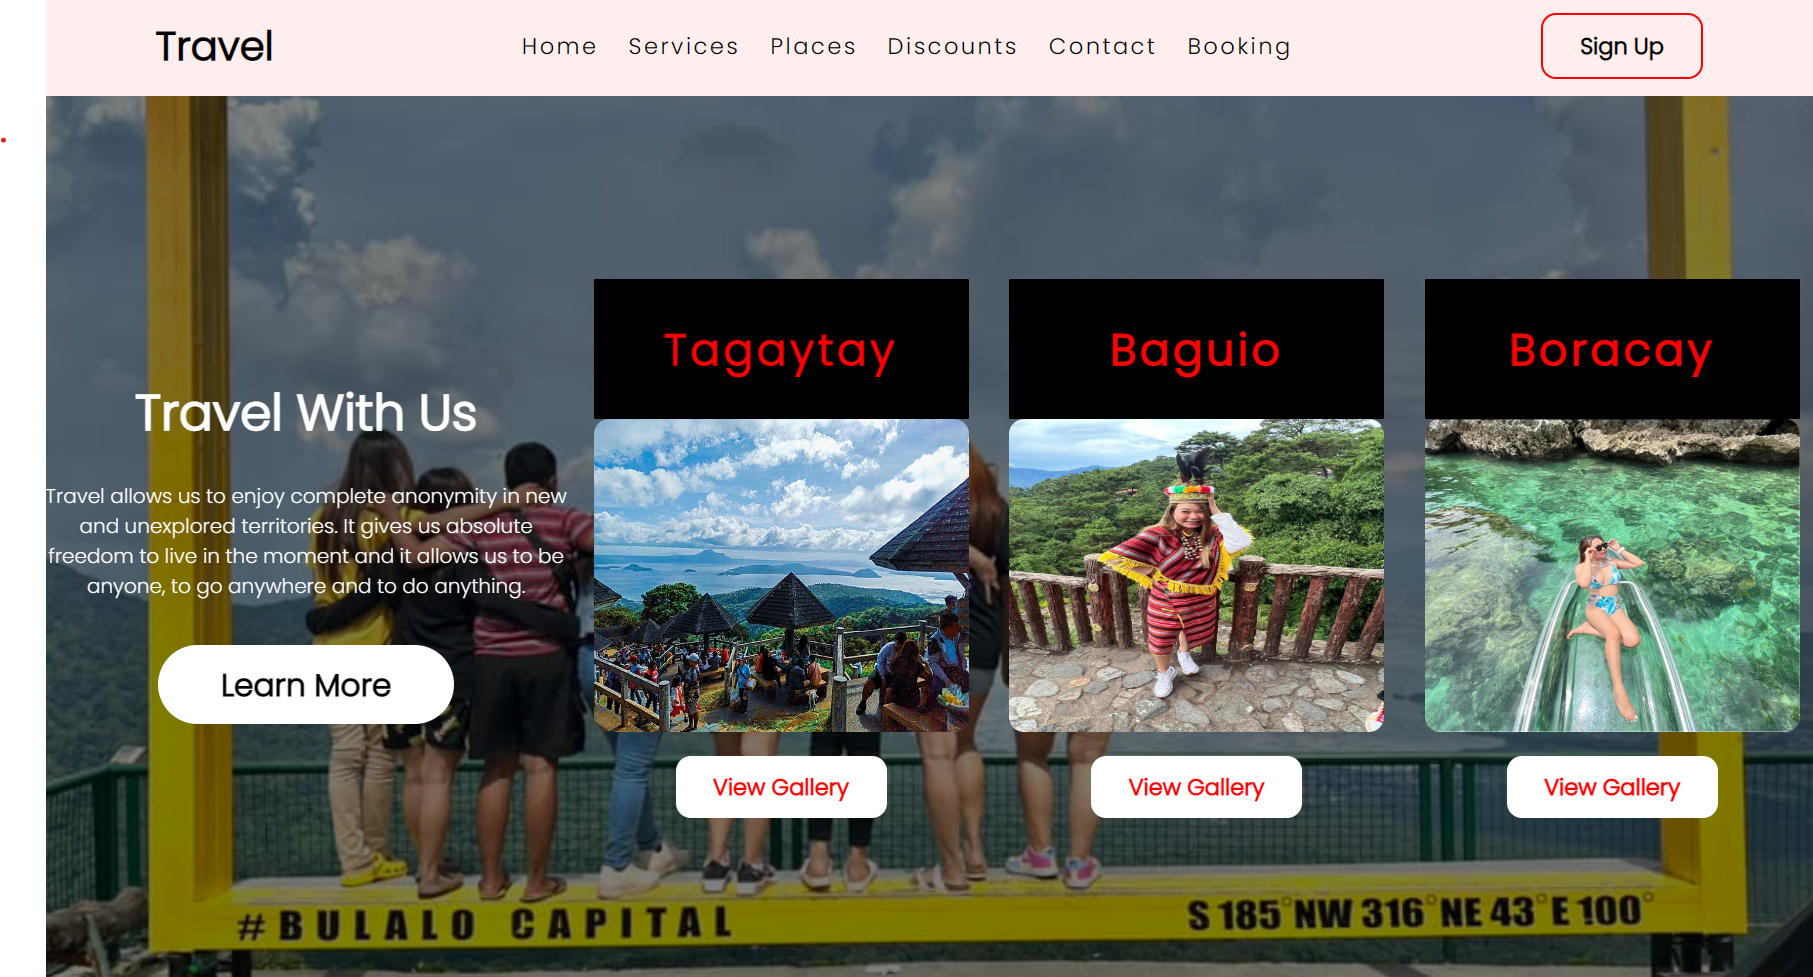 Travel
Home Services Places Discounts Contact Booking
Sign Up
Travel With Us
Travel allows us to enjoy complete anonymity in new
and unexplored territories. It gives us absolute
freedom to live in the moment and it allows us to be
anyone, to go anywhere and to do anything.
Learn More
Tagaytay
Baguio
Boracay
View Gallery
View Gallery
View Gallery
#BULALO CAPITAL
S 185°NW 316°NE 43°E 100°